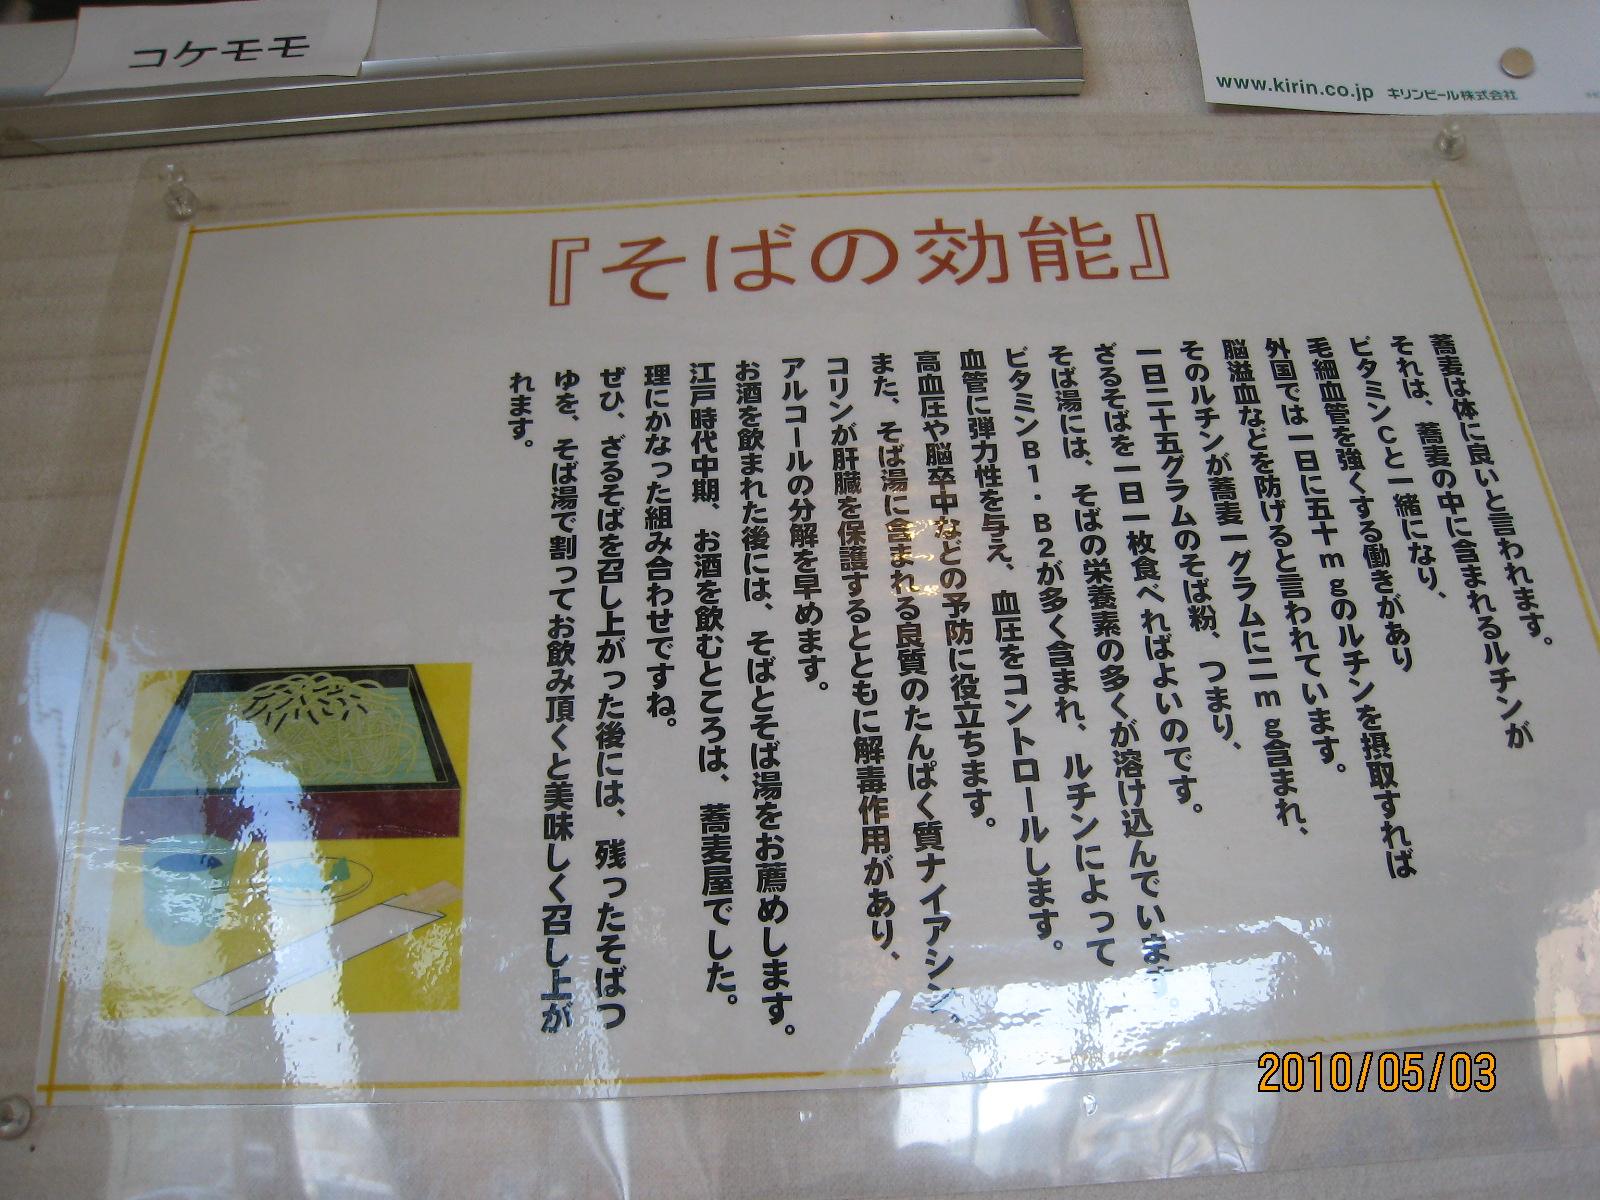 コケモモ
www.kirin.co.jp キリンビール株式会社
『そばの効能』
蕎麦は体に良いと言われます。
それは、蕎麦の中に含まれるルチンが
ビタミンCと一緒になり、
毛細血管を強くする働きがあり
外国では一日に五十mgのルチンを摂取すれば
脳溢血などを防げると言われています。
そのルチンが蕎麦一グラムに二mg含まれ、
一日二十五グラムのそば粉、つまり、
ざるそばを一日一枚食べればよいのです。
そば湯には、そばの栄養素の多くが溶け込んでいます。
ビタミンB1・B2が多く含まれ、ルチンによって
血管に弾力性を与え、血圧をコントロールします。
高血圧や脳卒中などの予防に役立ちます。
また、そば湯に含まれる良質のたんぱく質ナイアシン、
コリンが肝臓を保護するとともに解毒作用があり、
アルコールの分解を早めます。
お酒を飲まれた後には、そばとそば湯をお薦めします。
江戸時代中期、お酒を飲むところは、蕎麦屋でした。
理にかなった組み合わせですね。
ぜひ、ざるそばを召し上がった後には、残ったそばつ
ゆを、そば湯で割ってお飲み頂くと美味しく召し上が
れます。
2010/05/03